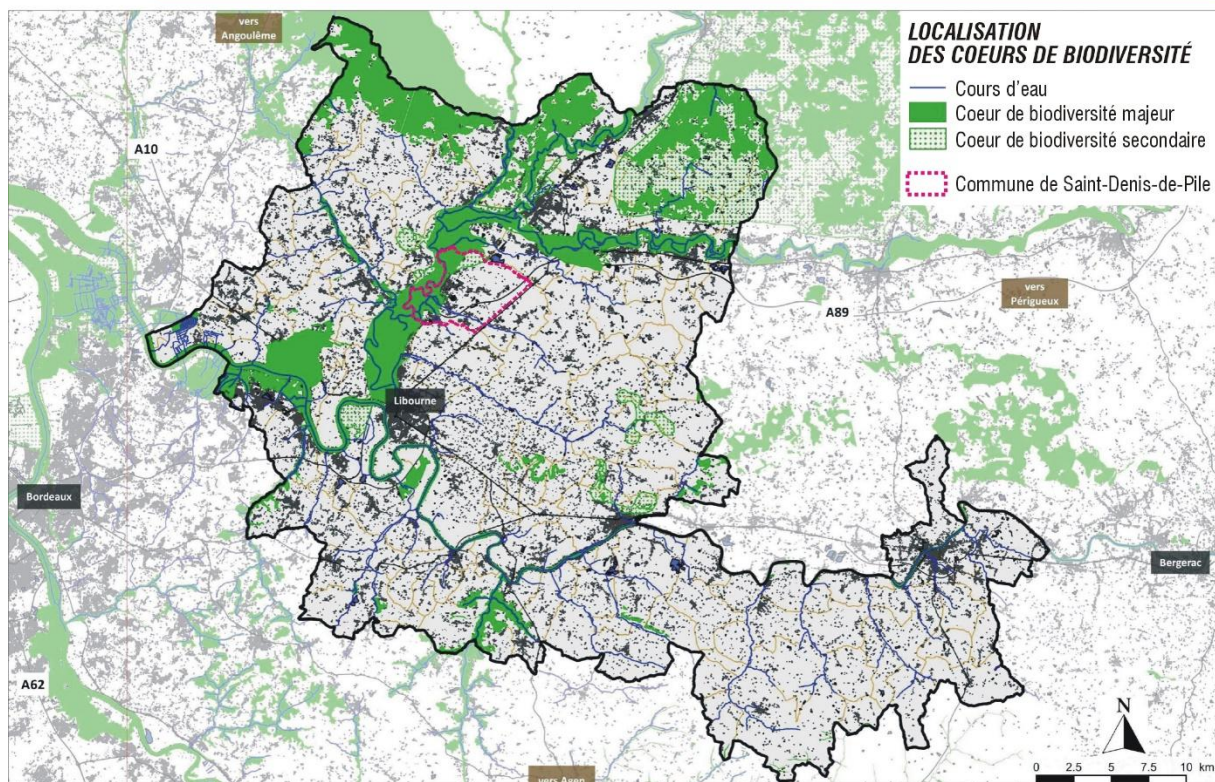 vers
Angoulême
LOCALISATION
DES COEURS DE BIODIVERSITÉ
Cours d'eau
Coeur de biodiversité majeur
Coeur de biodiversité secondaire
Commune de Saint-Denis-de-Pile
A10
vers
Périgueux
A89
Libourne
Bordeaux
Bergerac
A62
N
vers Agen
0 2.5 5 7.5 10 km